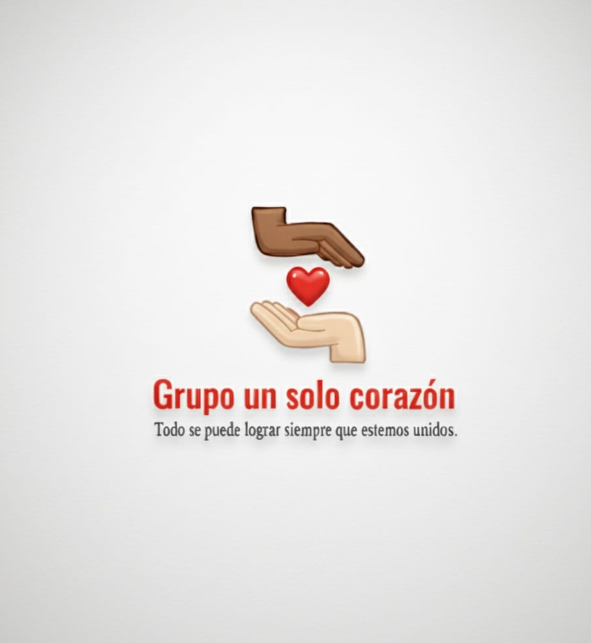 Grupo un solo corazón
Todo se puede lograr siempre que estemos unidos.